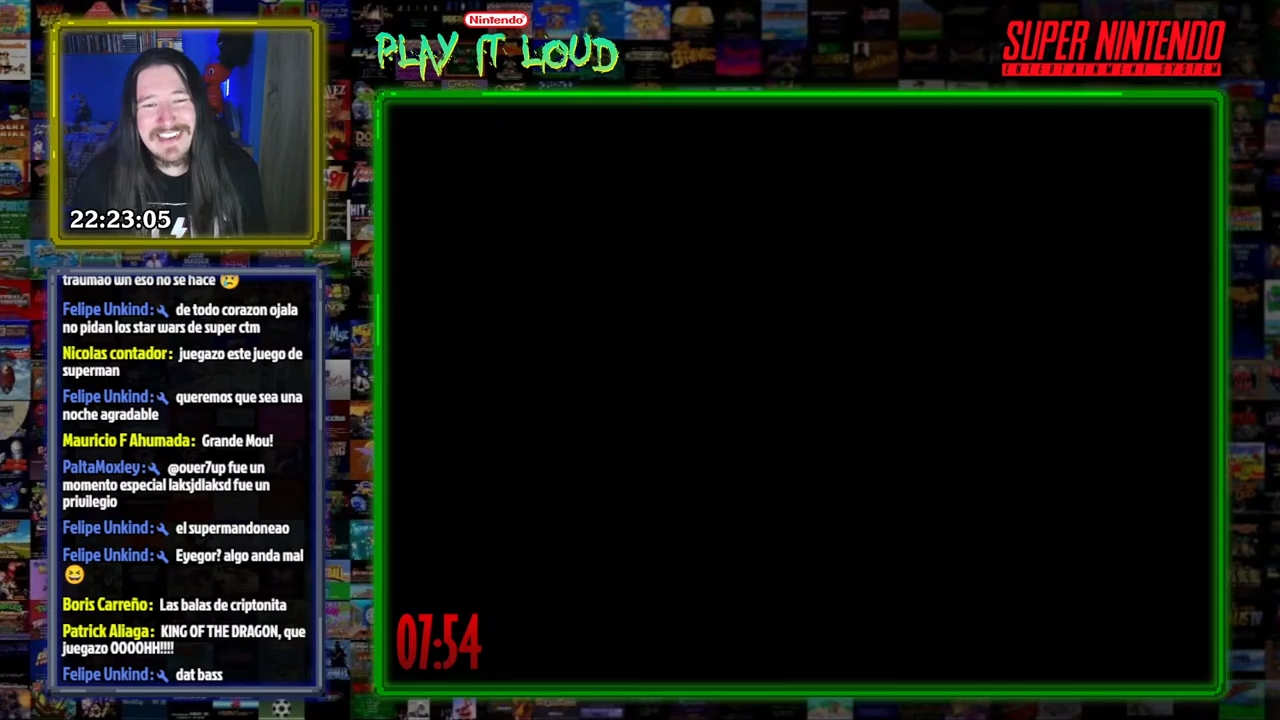 Nintendo
PLAY IT LOUD
SUPER NINTENDO
ENTERTAINMENT SYSTEM
22:23:05
traumao wn eso no se hace 😢
Felipe Unkind: de todo corazon ojala
no pidan los star wars de super ctm
Nicolas contador: juegazo este juego de
superman
Felipe Unkind: queremos que sea una
noche agradable
Mauricio F Ahumada: Grande Mou!
PaltaMoxley: @over7up fue un
momento especial laksjdlaksd fue un
privilegio
Felipe Unkind: el supermandoneao
Felipe Unkind: Eyegor? algo anda mal
😆
Boris Carreño: Las balas de criptonita
Patrick Aliaga: KING OF THE DRAGON, que
juegazo OOOOHH!!!!
Felipe Unkind: dat bass
07:54